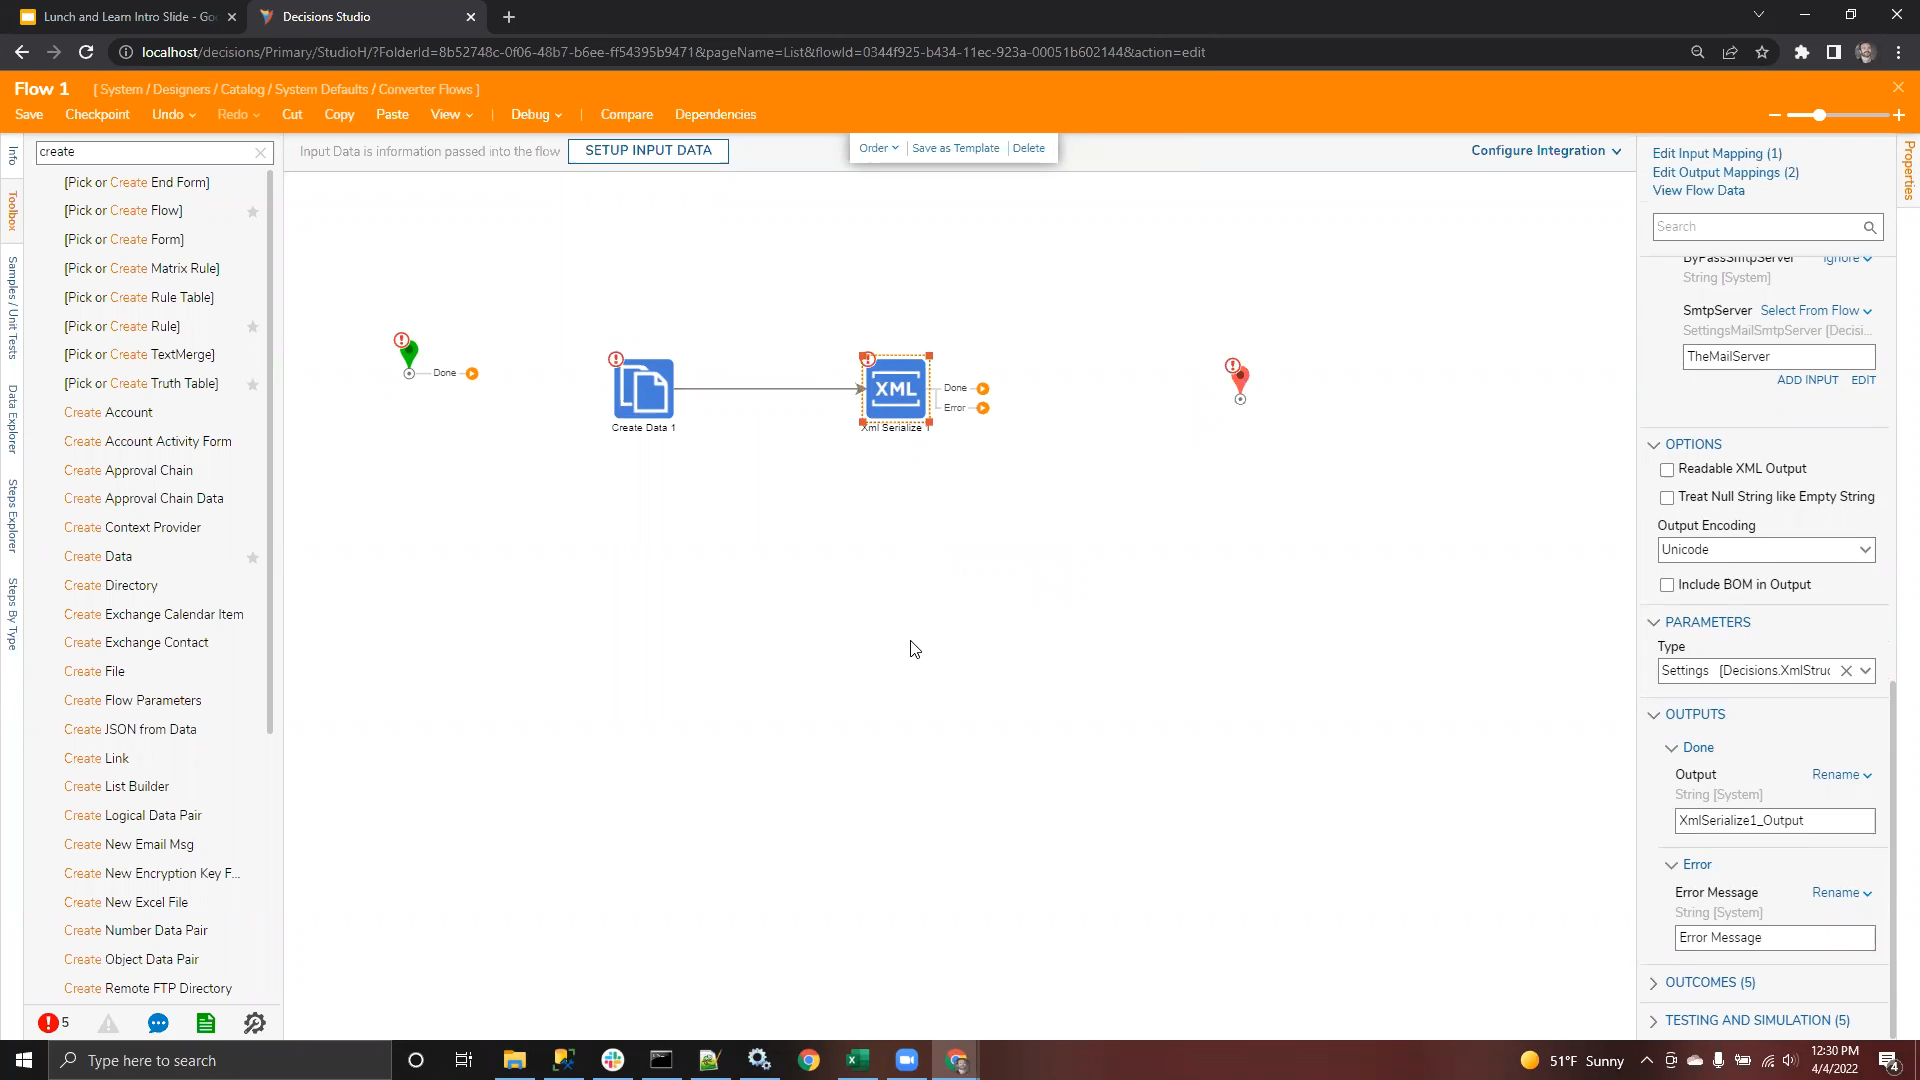 Lunch and Learn Intro Slide - Goo
Decisions Studio
localhost/decisions/Primary/StudioH/?FolderId=8b52748c-0f06-48b7-b6ee-ff54395b9471&pageName=List&flowId=0344f925-b434-11ec-923a-00051b602144&action=edit
Flow 1 [ System / Designers / Catalog / System Defaults / Converter Flows ]
Save Checkpoint Undo Redo Cut Copy Paste View Debug Compare Dependencies
Info
Toolbox
Samples / Unit Tests
Data Explorer
Steps Explorer
Steps By Type
create
[Pick or Create End Form]
[Pick or Create Flow]
[Pick or Create Form]
[Pick or Create Matrix Rule]
[Pick or Create Rule Table]
[Pick or Create Rule]
[Pick or Create TextMerge]
[Pick or Create Truth Table]
Create Account
Create Account Activity Form
Create Approval Chain
Create Approval Chain Data
Create Context Provider
Create Data
Create Directory
Create Exchange Calendar Item
Create Exchange Contact
Create File
Create Flow Parameters
Create JSON from Data
Create Link
Create List Builder
Create Logical Data Pair
Create New Email Msg
Create New Encryption Key F...
Create New Excel File
Create Number Data Pair
Create Object Data Pair
Create Remote FTP Directory
5
Input Data is information passed into the flow SETUP INPUT DATA
Order Save as Template Delete
Configure Integration
Done
Create Data 1
XML
Xml Serialize 1
Done
Error
Properties
Edit Input Mapping (1)
Edit Output Mappings (2)
View Flow Data
Search
ByPassSmtpServer Ignore
String [System]
SmtpServer Select From Flow
SettingsMailSmtpServer [Decisi...
TheMailServer
ADD INPUT EDIT
OPTIONS
Readable XML Output
Treat Null String like Empty String
Output Encoding
Unicode
Include BOM in Output
PARAMETERS
Type
Settings [Decisions.XmlStruc
OUTPUTS
Done
Output Rename
String [System]
XmlSerialize1_Output
Error
Error Message Rename
String [System]
Error Message
OUTCOMES (5)
TESTING AND SIMULATION (5)
Type here to search
51°F Sunny
12:30 PM
4/4/2022
4